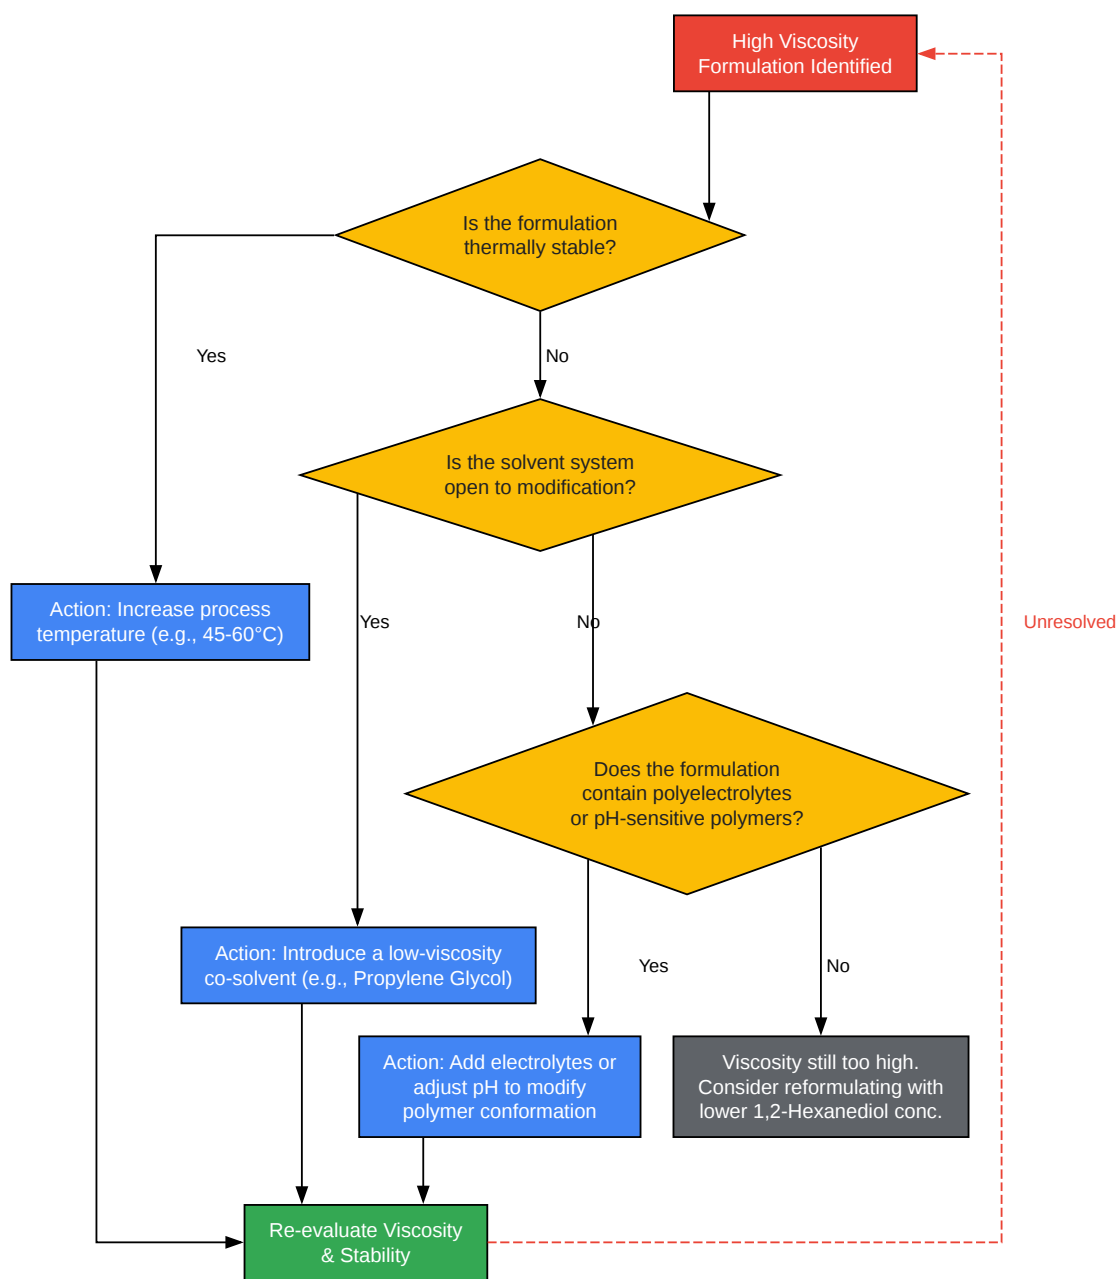 High Viscosity
Formulation Identified
Is the formulation
thermally stable?
Yes
No
Is the solvent system
open to modification?
Action: Increase process
temperature (e.g., 45-60°C)
Yes
No
Unresolved
Does the formulation
contain polyelectrolytes
or pH-sensitive polymers?
Action: Introduce a low-viscosity
co-solvent (e.g., Propylene Glycol)
Yes
No
Action: Add electrolytes or
adjust pH to modify
polymer conformation
Viscosity still too high.
Consider reformulating with
lower 1,2-Hexanediol conc.
Re-evaluate Viscosity
& Stability